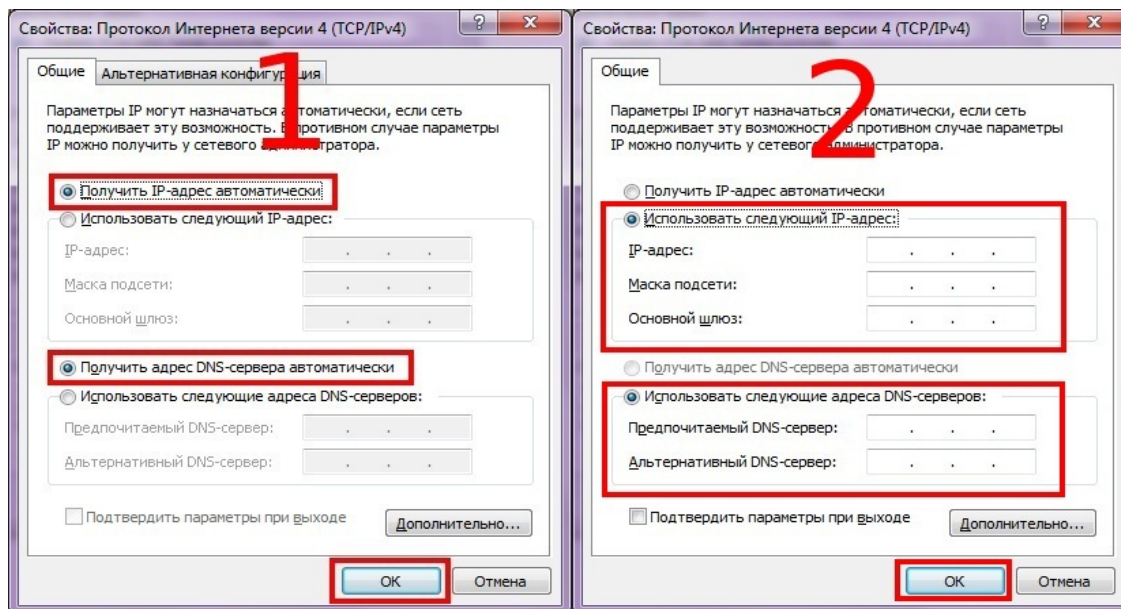 Свойства: Протокол Интернета версии 4 (TCP/IPv4)
1
Общие
Альтернативная конфигурация
Параметры IP могут назначаться автоматически, если сеть
поддерживает эту возможность. В противном случае параметры
IP можно получить у сетевого администратора.
Получить IP-адрес автоматически
Использовать следующий IP-адрес:
IP-адрес:
Маска подсети:
Основной шлюз:
Получить адрес DNS-сервера автоматически
Использовать следующие адреса DNS-серверов:
Предпочитаемый DNS-сервер:
Альтернативный DNS-сервер:
Подтвердить параметры при выходе
Дополнительно...
ОК
Отмена
Свойства: Протокол Интернета версии 4 (TCP/IPv4)
2
Общие
Параметры IP могут назначаться автоматически, если сеть
поддерживает эту возможность. В противном случае параметры
IP можно получить у сетевого администратора.
Получить IP-адрес автоматически
Использовать следующий IP-адрес:
IP-адрес:
Маска подсети:
Основной шлюз:
Получить адрес DNS-сервера автоматически
Использовать следующие адреса DNS-серверов:
Предпочитаемый DNS-сервер:
Альтернативный DNS-сервер:
Подтвердить параметры при выходе
Дополнительно...
ОК
Отмена